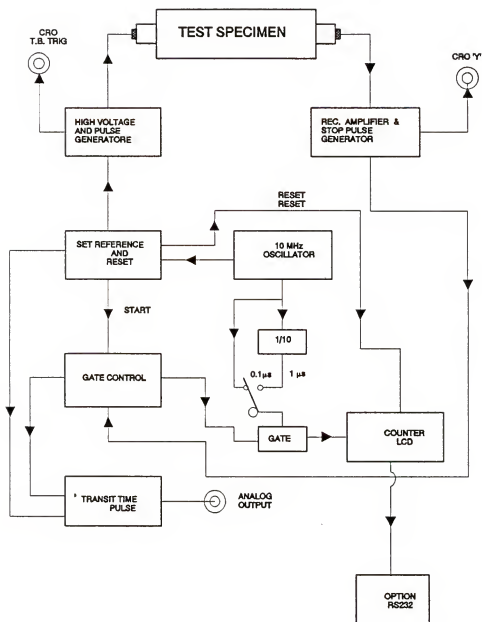 CRO
T.B. TRIG
TEST SPECIMEN
CRO 'Y'
HIGH VOLTAGE
AND PULSE
GENERATORE
REC. AMPLIFIER &
STOP PULSE
GENERATOR
RESET
RESET
SET REFERENCE
AND
RESET
10 MHz
OSCILLATOR
START
1/10
0.1µs
1 µs
GATE CONTROL
GATE
COUNTER
LCD
TRANSIT TIME
PULSE
ANALOG
OUTPUT
OPTION
RS232